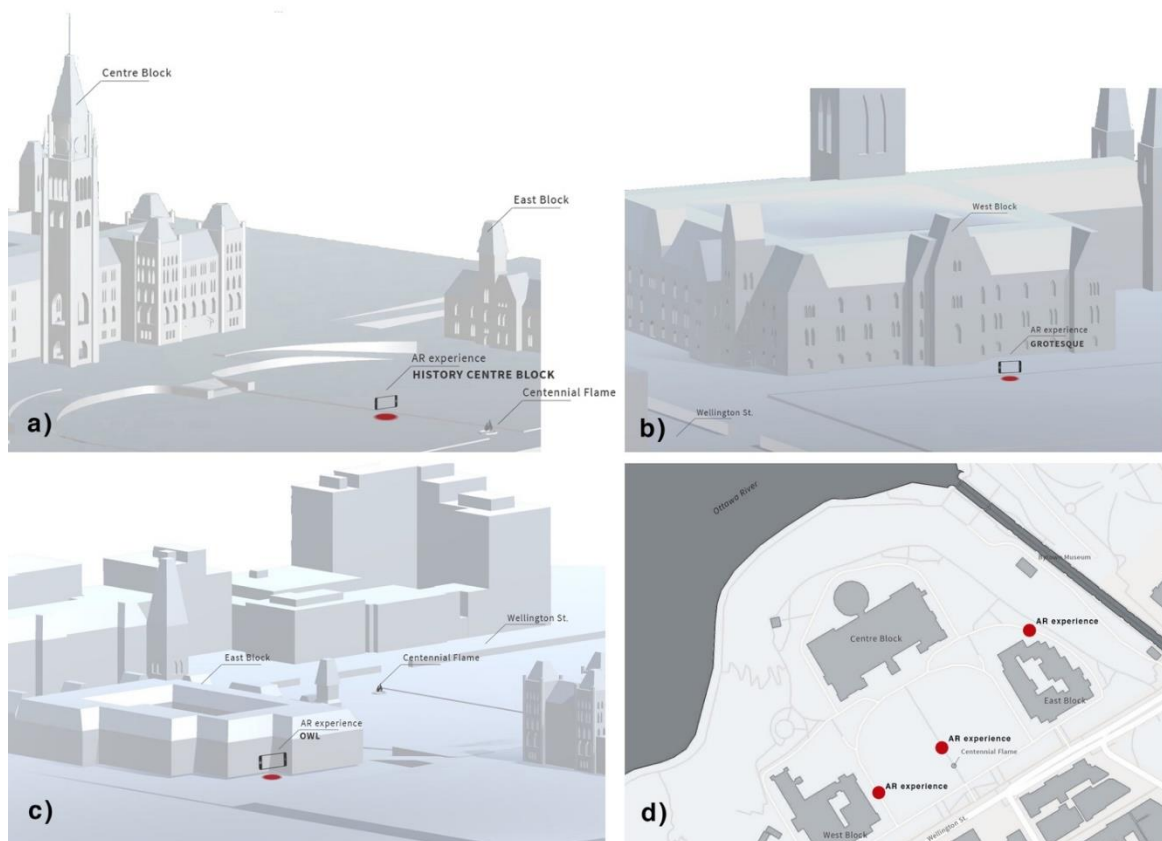 Centre Block
East Block
AR experience
HISTORY CENTRE BLOCK
Centennial Flame
a)
West Block
AR experience
GROTESQUE
Wellington St.
b)
Wellington St.
Centennial Flame
East Block
AR experience
OWL
c)
Ottowa River
Museum
AR experience
Centre Block
East Block
AR experience
Centennial Flame
AR experience
West Block
Wellington St.
d)